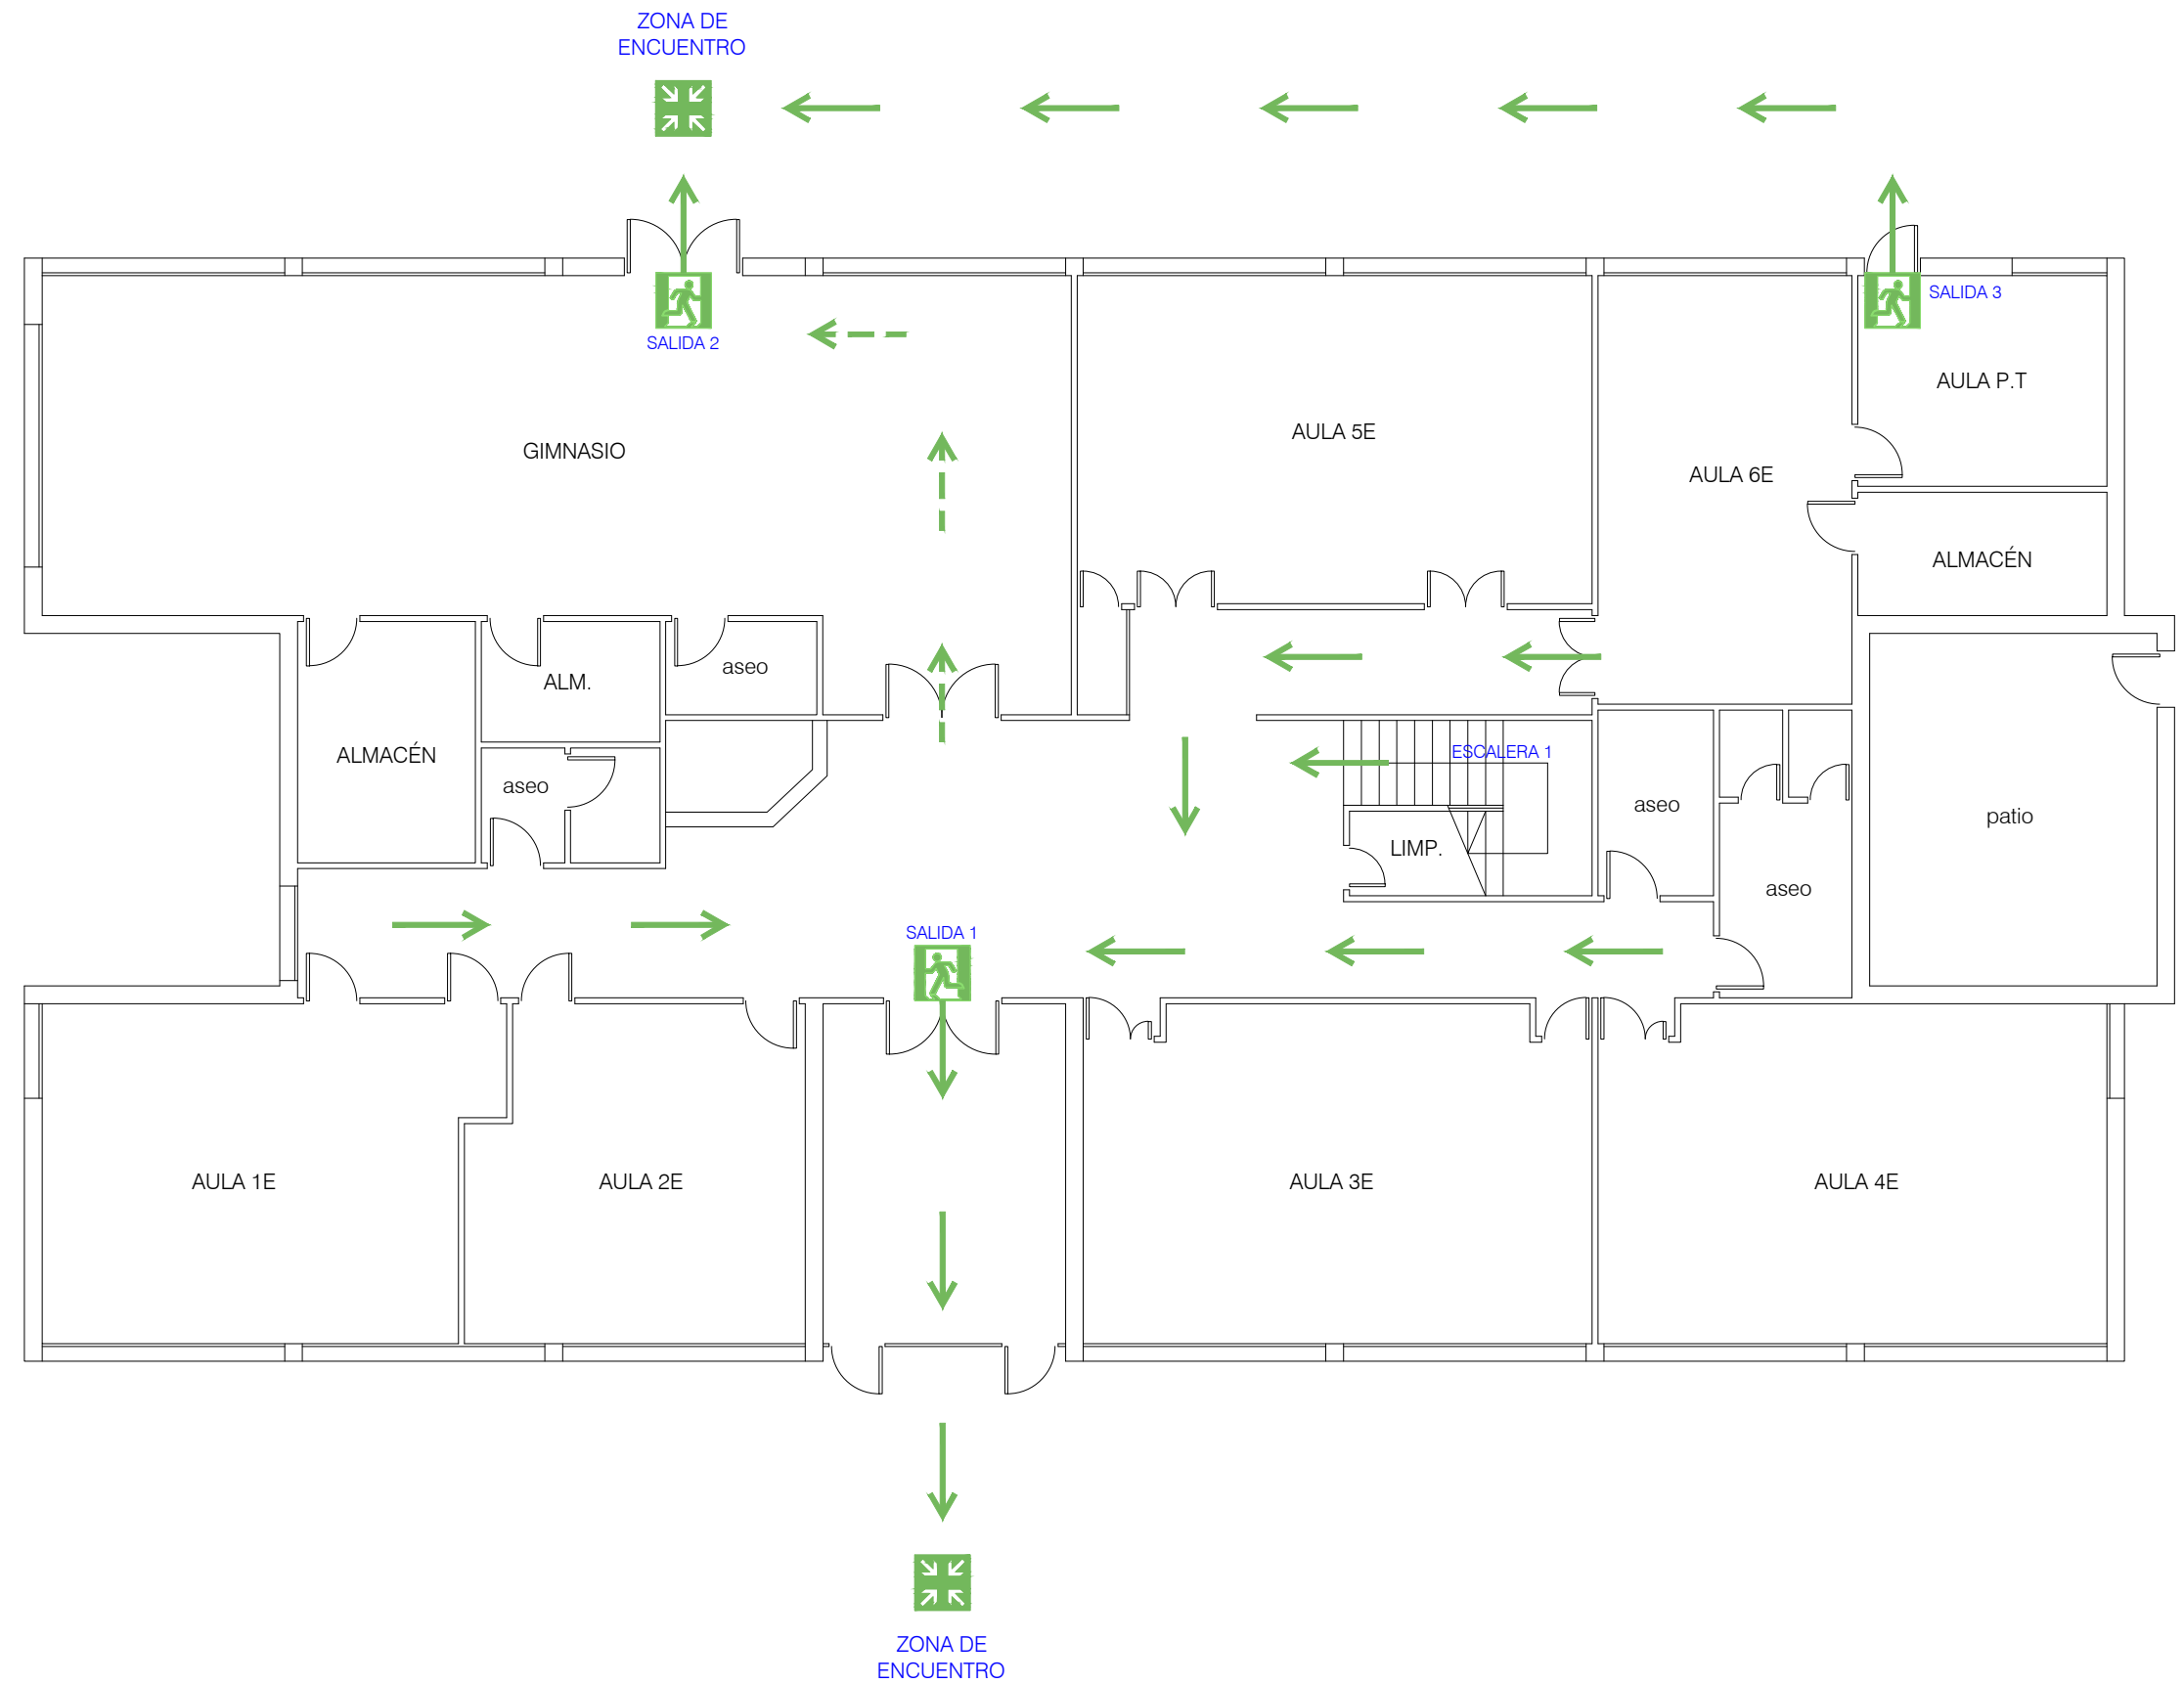 ZONA DE
ENCUENTRO
SALIDA 3
SALIDA 2
AULA P.T
AULA 5E
GIMNASIO
AULA 6E
ALMACÉN
aseo
ALM.
ALMACÉN
ESCALERA 1
aseo
aseo
patio
LIMP.
aseo
SALIDA 1
AULA 1E
AULA 2E
AULA 3E
AULA 4E
ZONA DE
ENCUENTRO